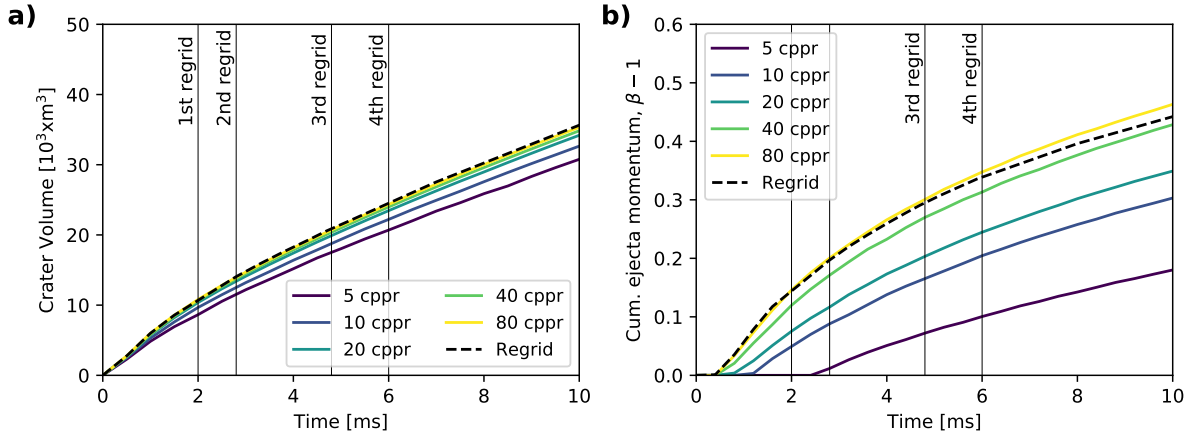 a)
50
40
30
20
10
0
Crater Volume [10³xm³]
1st regrid
2nd regrid
3rd regrid
4th regrid
5 cppr
10 cppr
20 cppr
40 cppr
80 cppr
Regrid
0 2 4 6 8 10
Time [ms]
b)
0.6
0.5
0.4
0.3
0.2
0.1
0.0
Cum. ejecta momentum, β − 1
5 cppr
10 cppr
20 cppr
40 cppr
80 cppr
Regrid
3rd regrid
4th regrid
0 2 4 6 8 10
Time [ms]